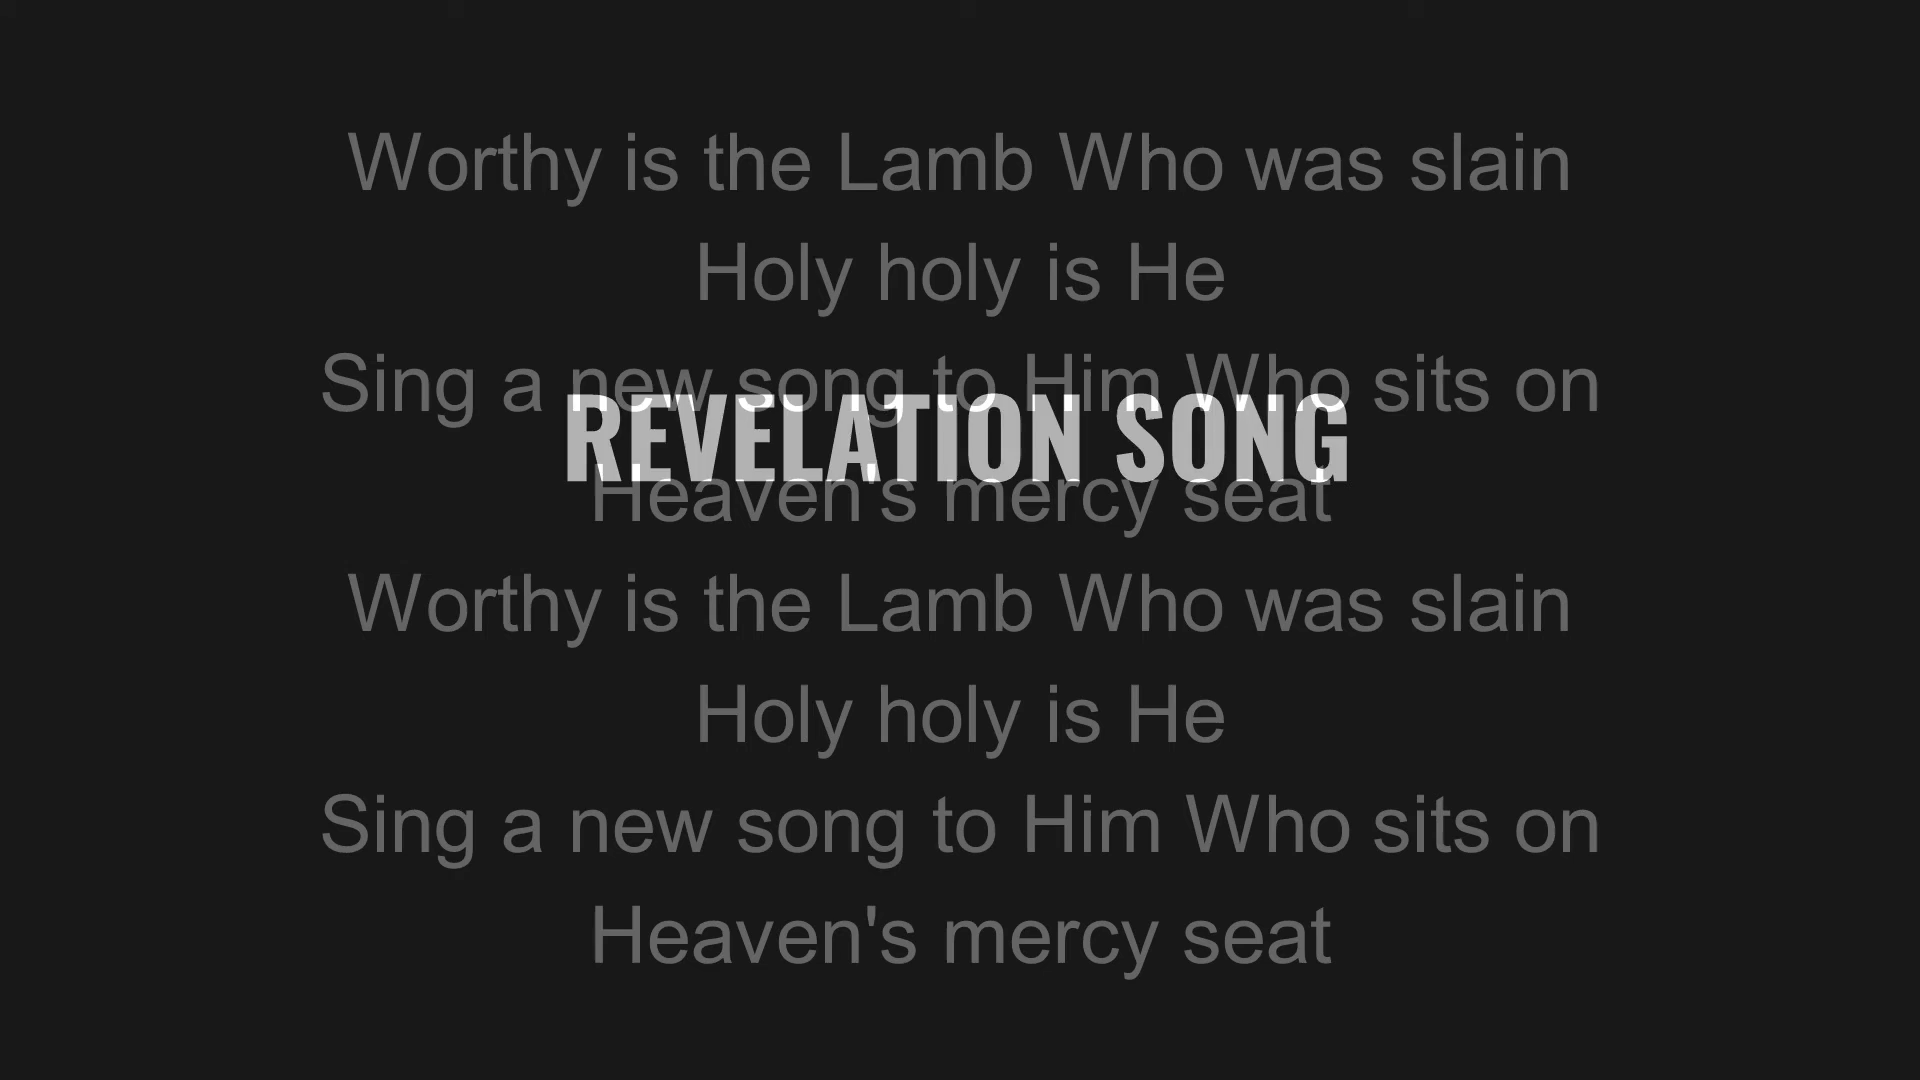 Worthy is the Lamb Who was slain
Holy holy is He
Sing a new song to Him Who sits on
REVELATION SONG
Heaven's mercy seat
Worthy is the Lamb Who was slain
Holy holy is He
Sing a new song to Him Who sits on
Heaven's mercy seat